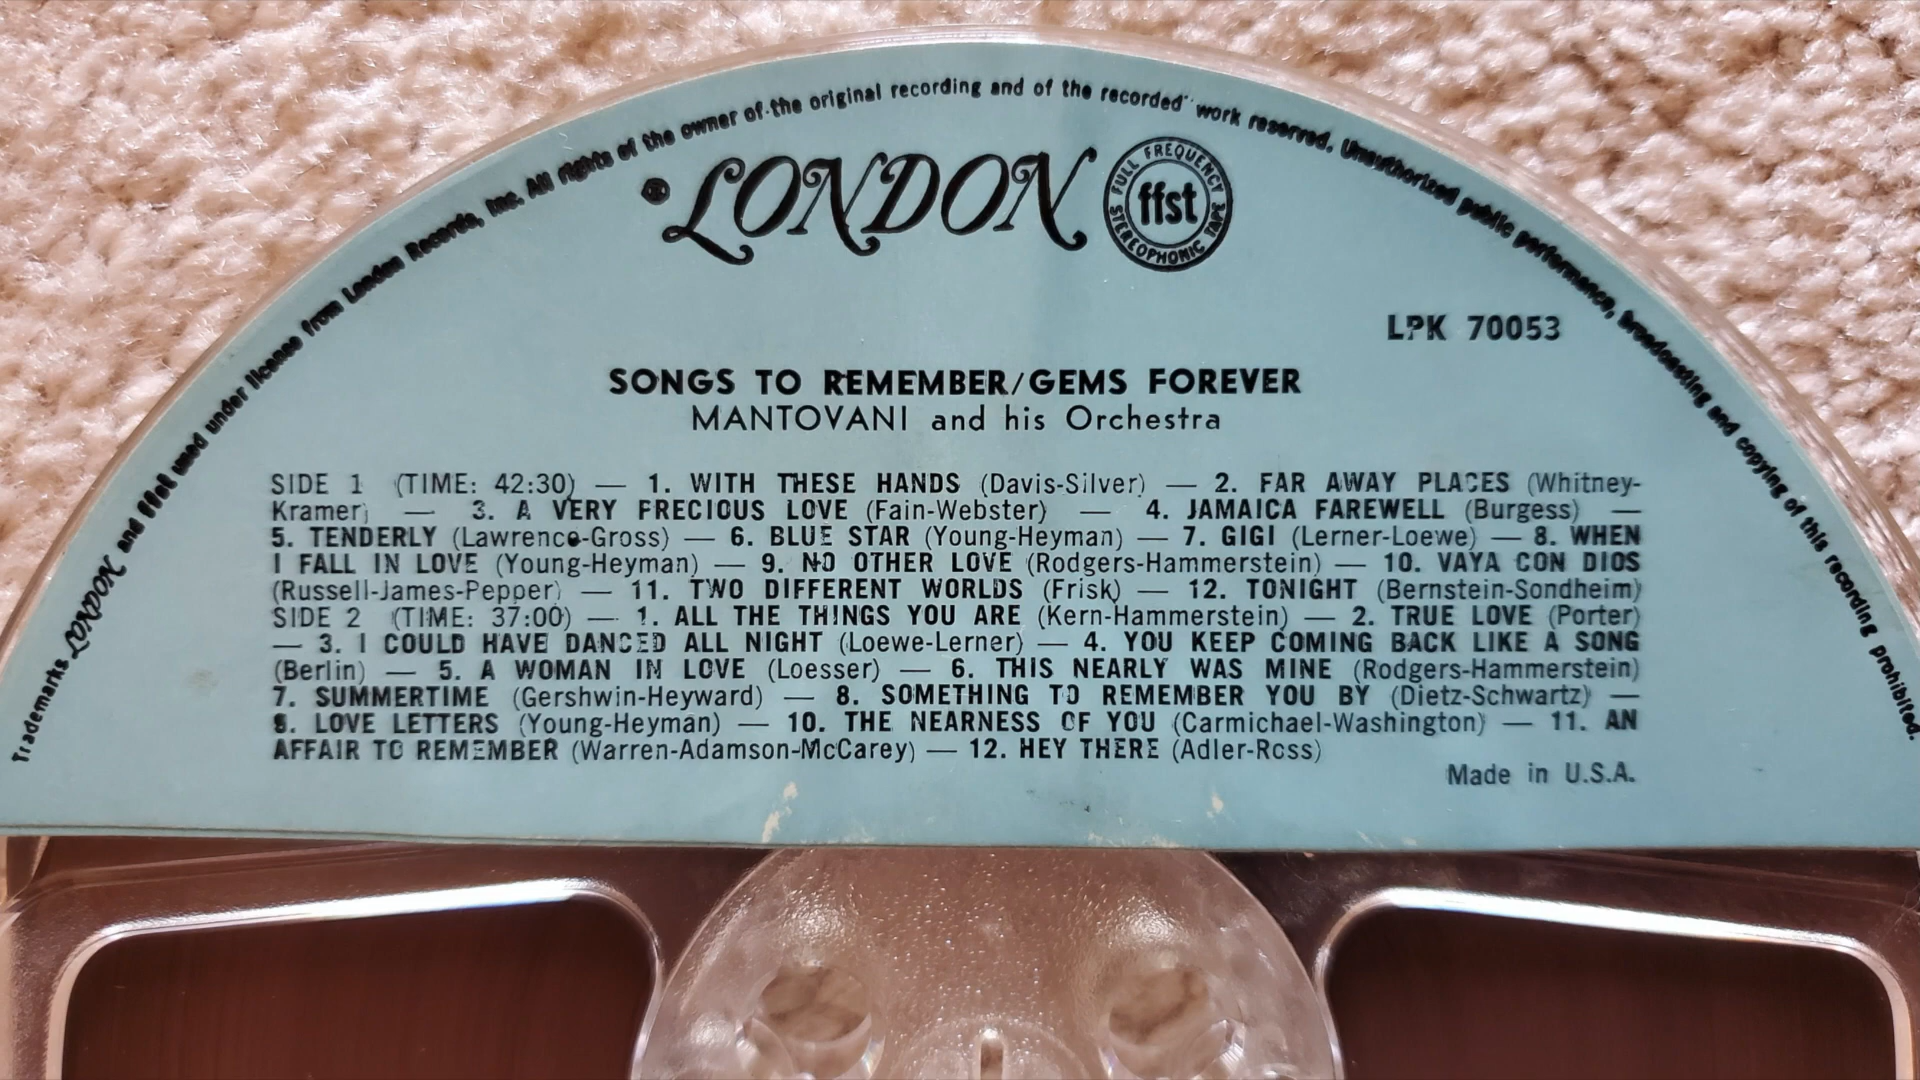 Trademarks LONDON and ffst used under license from London Records, Inc. All rights of the owner of the original recording and of the recorded work reserved. Unauthorized public performance, broadcasting and copying of this recording prohibited.
® LONDON
FULL FREQUENCY STEREOPHONIC TAPE
ffst
LPK 70053
SONGS TO REMEMBER/GEMS FOREVER
MANTOVANI and his Orchestra
SIDE 1 (TIME: 42:30) — 1. WITH THESE HANDS (Davis-Silver) — 2. FAR AWAY PLACES (Whitney-
Kramer) — 3. A VERY PRECIOUS LOVE (Fain-Webster) — 4. JAMAICA FAREWELL (Burgess) —
5. TENDERLY (Lawrence-Gross) — 6. BLUE STAR (Young-Heyman) — 7. GIGI (Lerner-Loewe) — 8. WHEN
I FALL IN LOVE (Young-Heyman) — 9. NO OTHER LOVE (Rodgers-Hammerstein) — 10. VAYA CON DIOS
(Russell-James-Pepper) — 11. TWO DIFFERENT WORLDS (Frisk) — 12. TONIGHT (Bernstein-Sondheim)
SIDE 2 (TIME: 37:00) — 1. ALL THE THINGS YOU ARE (Kern-Hammerstein) — 2. TRUE LOVE (Porter)
— 3. I COULD HAVE DANCED ALL NIGHT (Loewe-Lerner) — 4. YOU KEEP COMING BACK LIKE A SONG
(Berlin) — 5. A WOMAN IN LOVE (Loesser) — 6. THIS NEARLY WAS MINE (Rodgers-Hammerstein)
7. SUMMERTIME (Gershwin-Heyward) — 8. SOMETHING TO REMEMBER YOU BY (Dietz-Schwartz) —
9. LOVE LETTERS (Young-Heyman) — 10. THE NEARNESS OF YOU (Carmichael-Washington) — 11. AN
AFFAIR TO REMEMBER (Warren-Adamson-McCarey) — 12. HEY THERE (Adler-Ross)
Made in U.S.A.